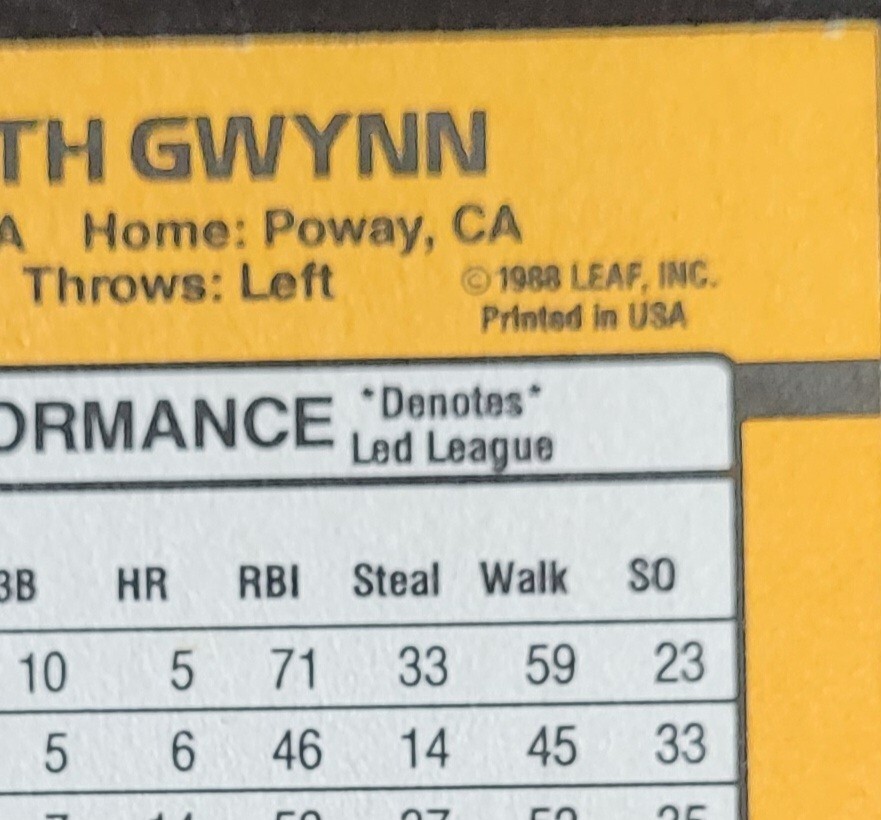 TH GWYNN
A Home: Poway, CA
Throws: Left ©1988 LEAF, INC.
Printed in USA
ORMANCE *Denotes*
Led League
3B HR RBI Steal Walk SO
10 5 71 33 59 23
5 6 46 14 45 33